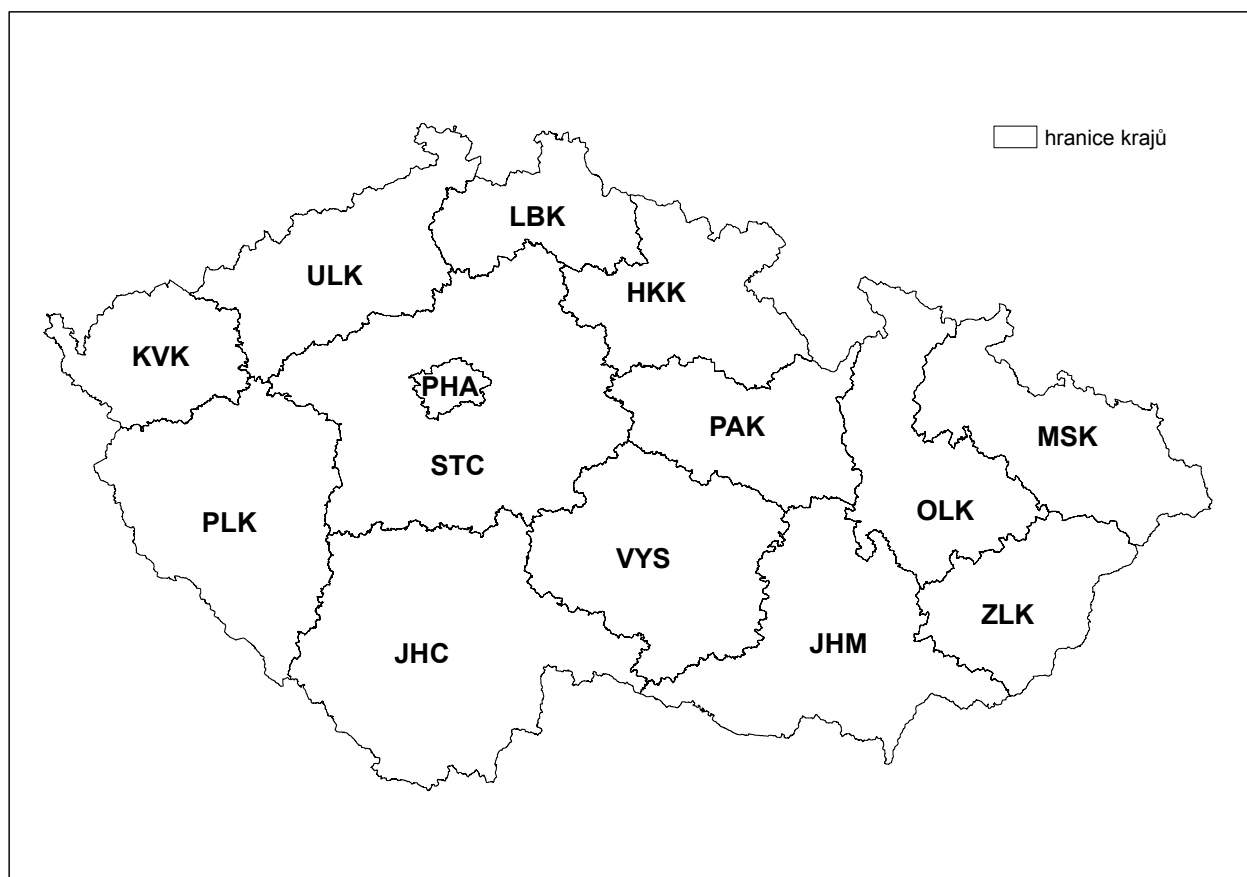 hranice krajů
LBK
ULK
HKK
KVK
PHA
PAK
MSK
STC
OLK
PLK
VYS
ZLK
JHM
JHC